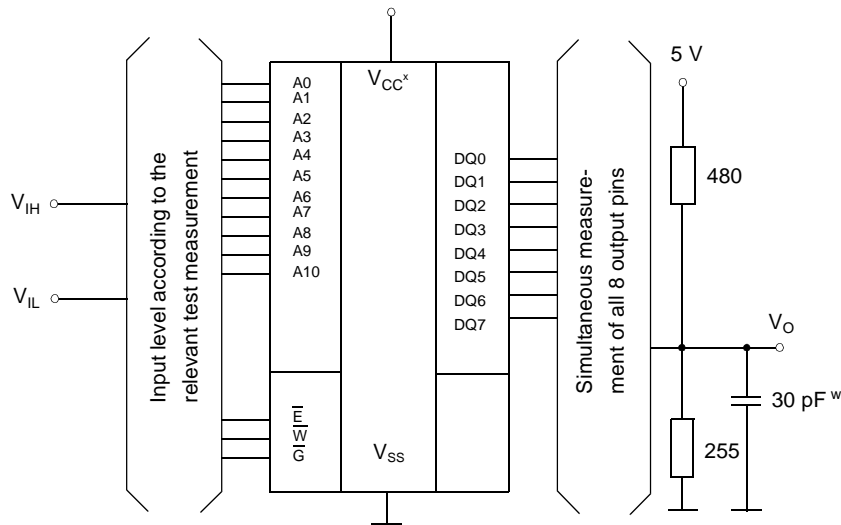 5 V
V_CC^x
A0
A1
A2
A3
A4
A5
A6
A7
A8
A9
A10
DQ0
DQ1
DQ2
DQ3
DQ4
DQ5
DQ6
DQ7
480
V_IH
V_IL
Input level according to the
relevant test measurement
Simultaneous measure-
ment of all 8 output pins
V_O
30 pF ^w
E̅
W̅
G̅
V_SS
255